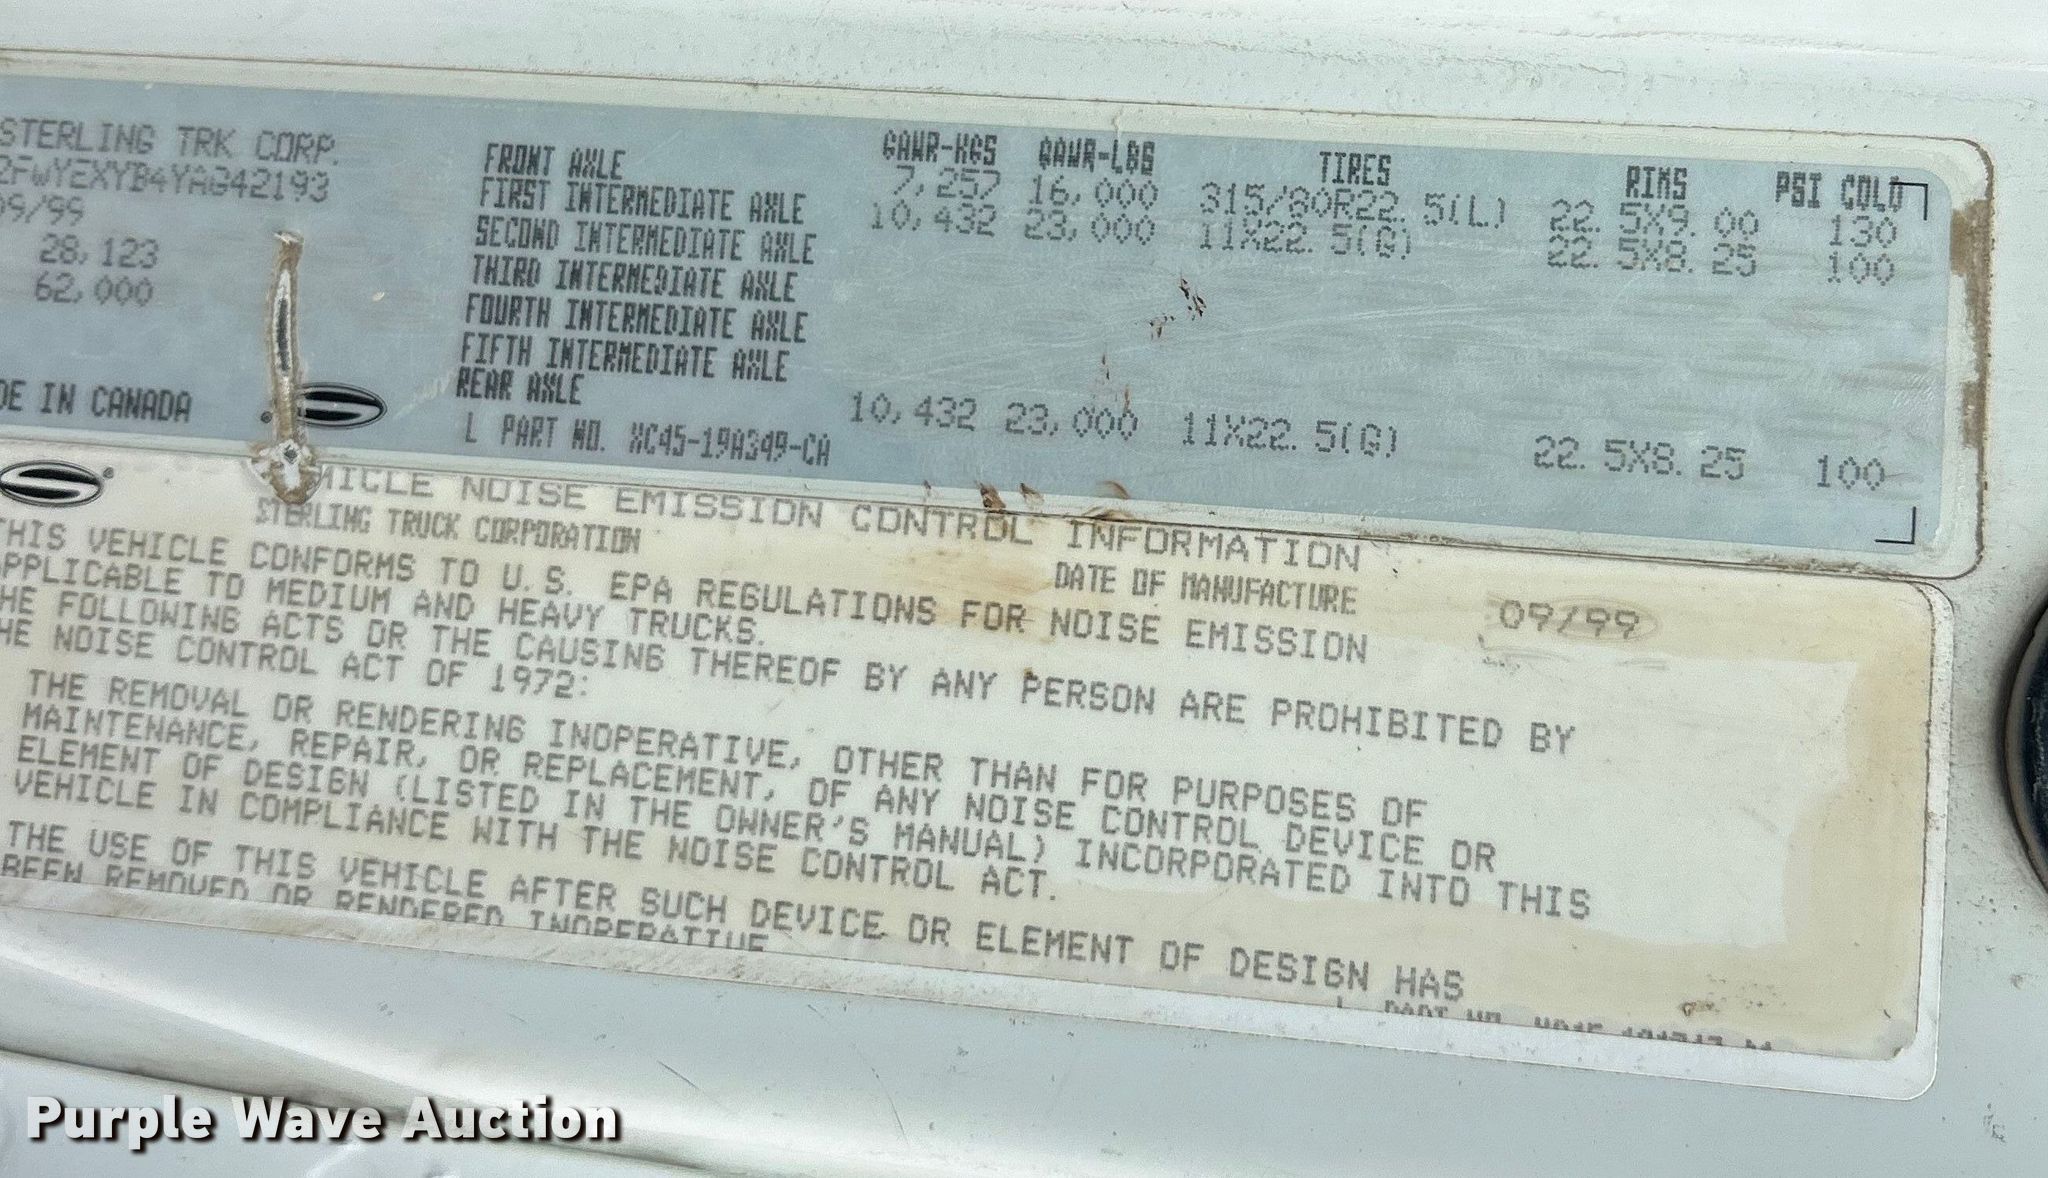 STERLING TRK CORP.
2FWYEXYB4YAG42193
09/99
28,123
62,000
DE IN CANADA
GAWR-KGS GAWR-LBS TIRES RIMS PSI COLD
FRONT AXLE 7,257 16,000 315/80R22.5(L) 22.5X9.00 130
FIRST INTERMEDIATE AXLE 10,432 23,000 11X22.5(G) 22.5X8.25 100
SECOND INTERMEDIATE AXLE
THIRD INTERMEDIATE AXLE
FOURTH INTERMEDIATE AXLE
FIFTH INTERMEDIATE AXLE
REAR AXLE 10,432 23,000 11X22.5(G) 22.5X8.25 100
L PART NO. XC45-19A349-CA
HICLE NOISE EMISSION CONTROL INFORMATION
STERLING TRUCK CORPORATION DATE OF MANUFACTURE 09/99
THIS VEHICLE CONFORMS TO U.S. EPA REGULATIONS FOR NOISE EMISSION
APPLICABLE TO MEDIUM AND HEAVY TRUCKS.
HE FOLLOWING ACTS OR THE CAUSING THEREOF BY ANY PERSON ARE PROHIBITED BY
HE NOISE CONTROL ACT OF 1972:
THE REMOVAL OR RENDERING INOPERATIVE, OTHER THAN FOR PURPOSES OF
MAINTENANCE, REPAIR, OR REPLACEMENT, OF ANY NOISE CONTROL DEVICE OR
ELEMENT OF DESIGN (LISTED IN THE OWNER'S MANUAL) INCORPORATED INTO THIS
VEHICLE IN COMPLIANCE WITH THE NOISE CONTROL ACT.
THE USE OF THIS VEHICLE AFTER SUCH DEVICE OR ELEMENT OF DESIGN HAS
BEEN REMOVED OR RENDERED INOPERATIVE
L PART NO.
Purple Wave Auction